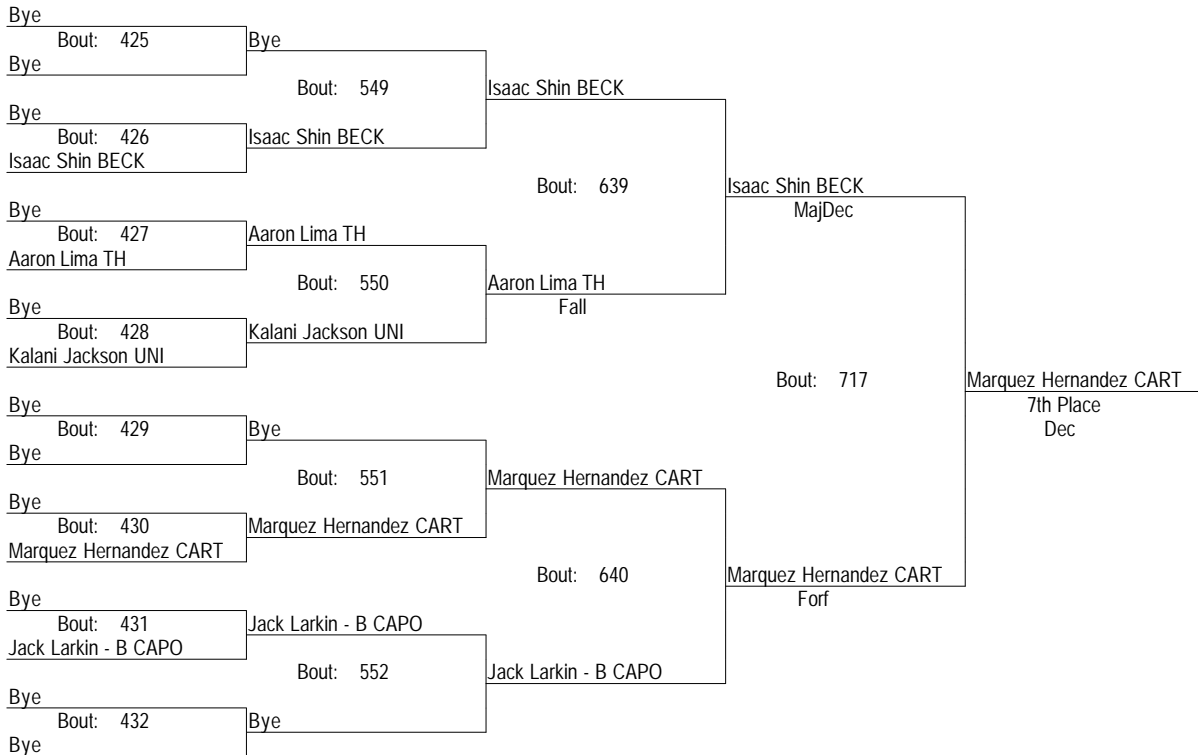 Bye
Bout: 425
Bye
Bye
Bout: 549
Isaac Shin BECK
Bye
Bout: 426
Isaac Shin BECK
Isaac Shin BECK
Bout: 639
Isaac Shin BECK
MajDec
Bye
Bout: 427
Aaron Lima TH
Aaron Lima TH
Bout: 550
Aaron Lima TH
Fall
Bye
Bout: 428
Kalani Jackson UNI
Kalani Jackson UNI
Bout: 717
Marquez Hernandez CART
7th Place
Dec
Bye
Bout: 429
Bye
Bye
Bout: 551
Marquez Hernandez CART
Bye
Bout: 430
Marquez Hernandez CART
Marquez Hernandez CART
Bout: 640
Marquez Hernandez CART
Forf
Bye
Bout: 431
Jack Larkin - B CAPO
Jack Larkin - B CAPO
Bout: 552
Jack Larkin - B CAPO
Bye
Bout: 432
Bye
Bye